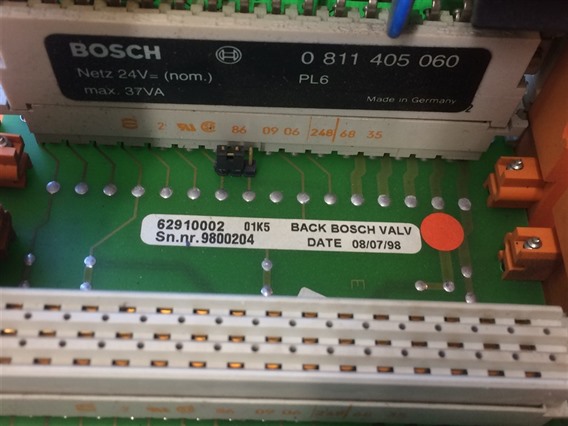 BOSCH 0 811 405 060
Netz 24V= (nom.) PL6
max. 37VA Made in Germany
2 86 09 06 248 68 35
62910002 01K5 BACK BOSCH VALV
Sn.nr.9800204 DATE 08/07/98
E